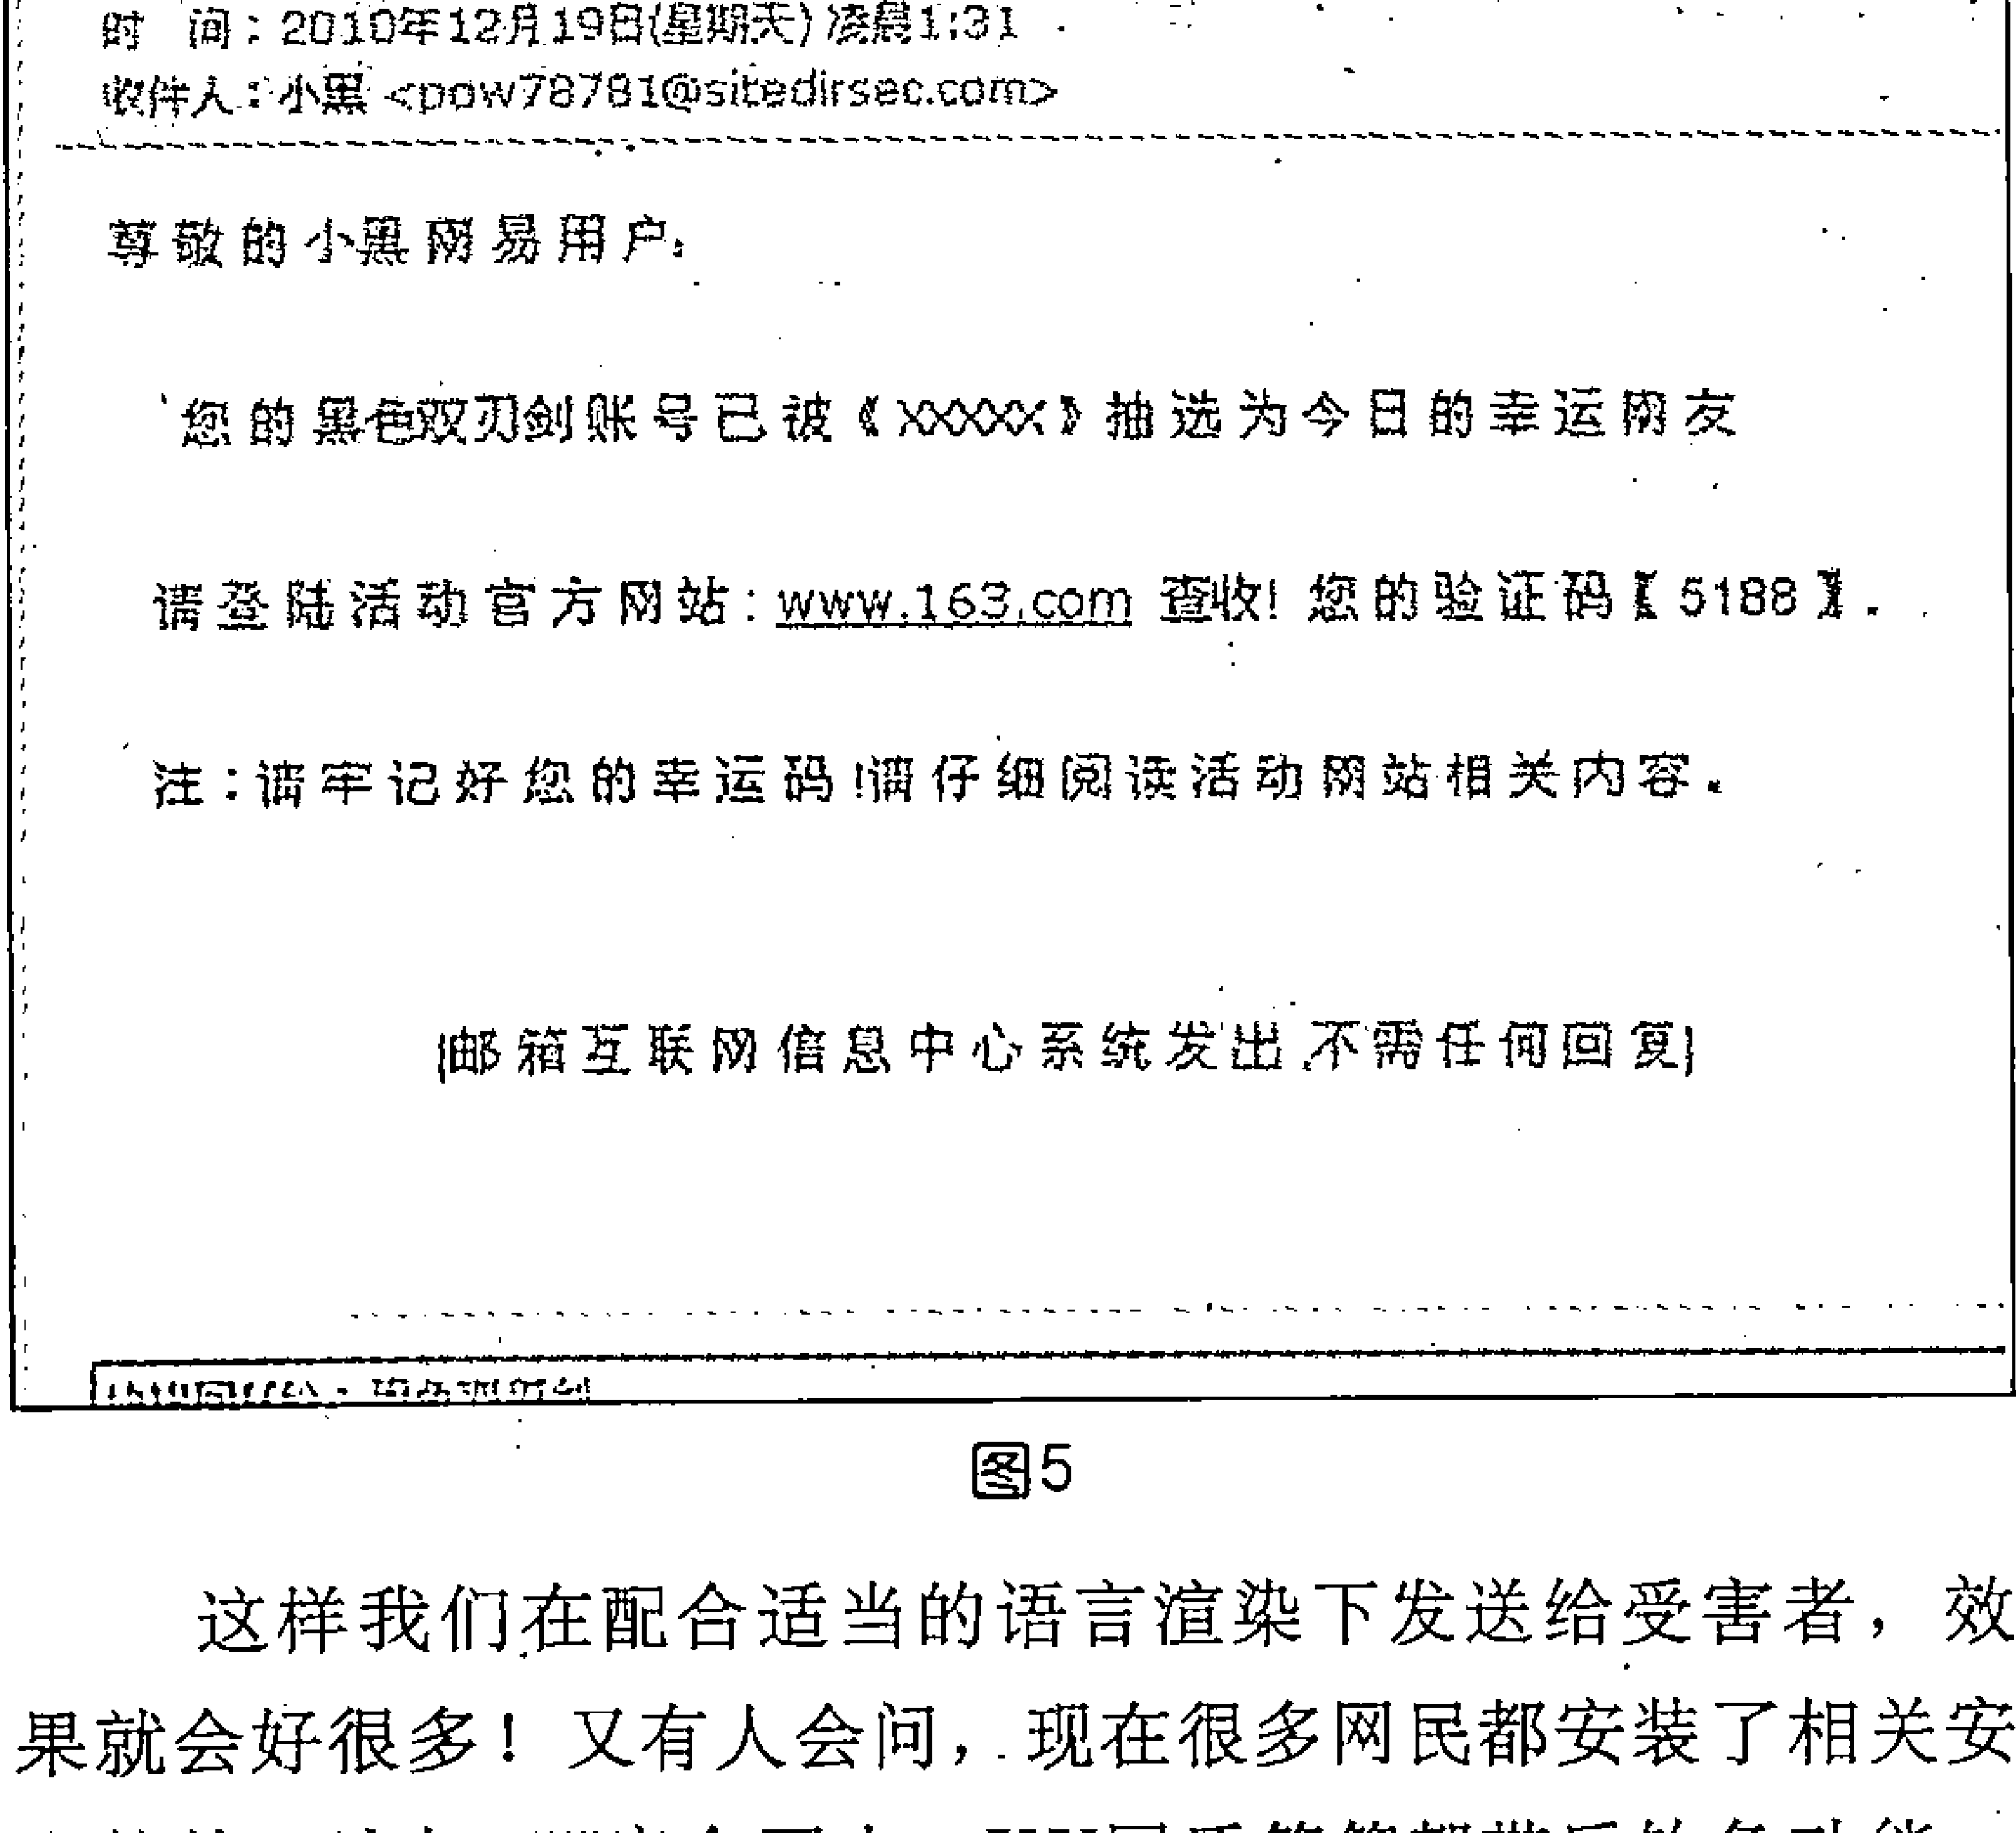 时 间：2010年12月19日(星期天) 凌晨1:31
收件人：小黑 <pow78781@sitedirsec.com>
尊敬的小黑网易用户：
您的黑色双刃剑账号已被《XXXXX》抽选为今日的幸运网友
请登陆活动官方网站：www.163.com 查收! 您的验证码【5188】.
注：请牢记好您的幸运码!请仔细阅读活动网站相关内容.
|邮箱互联网信息中心系统发出,不需任何回复|
图5
这样我们在配合适当的语言渲染下发送给受害者，效
果就会好很多！又有人会问，现在很多网民都安装了相关安